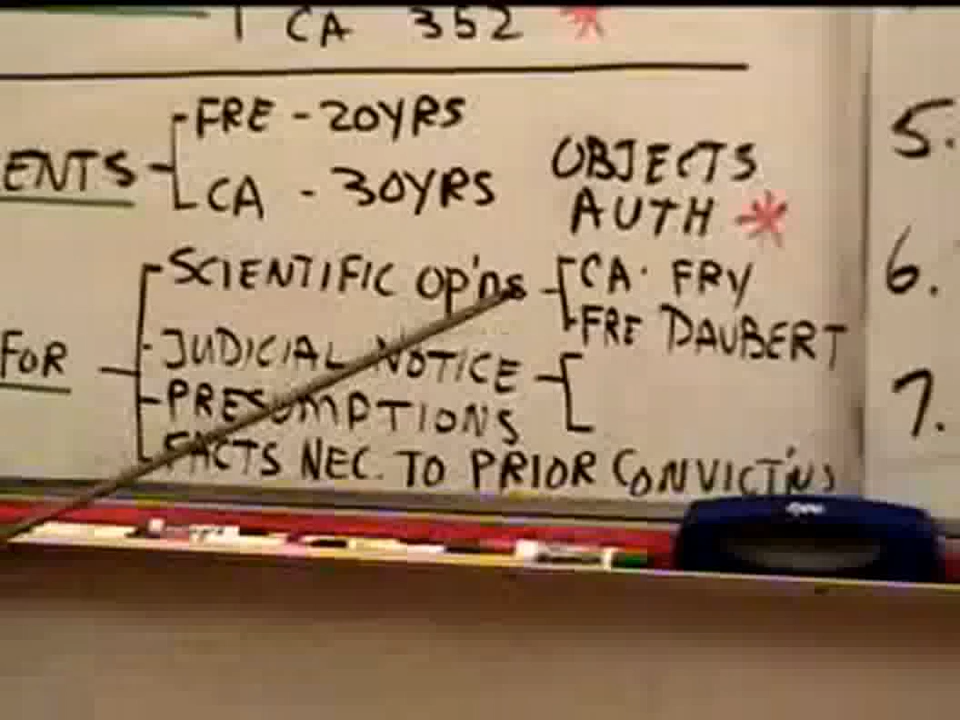 1 CA 352 *
ENTS FRE - 20YRS
CA - 30YRS
OBJECTS
AUTH *
SCIENTIFIC OP'NS CA. FRY
FRE DAUBERT
FOR JUDICIAL NOTICE
PRESUMPTIONS
FACTS NEC. TO PRIOR CONVICT'NS
5.
6.
7.